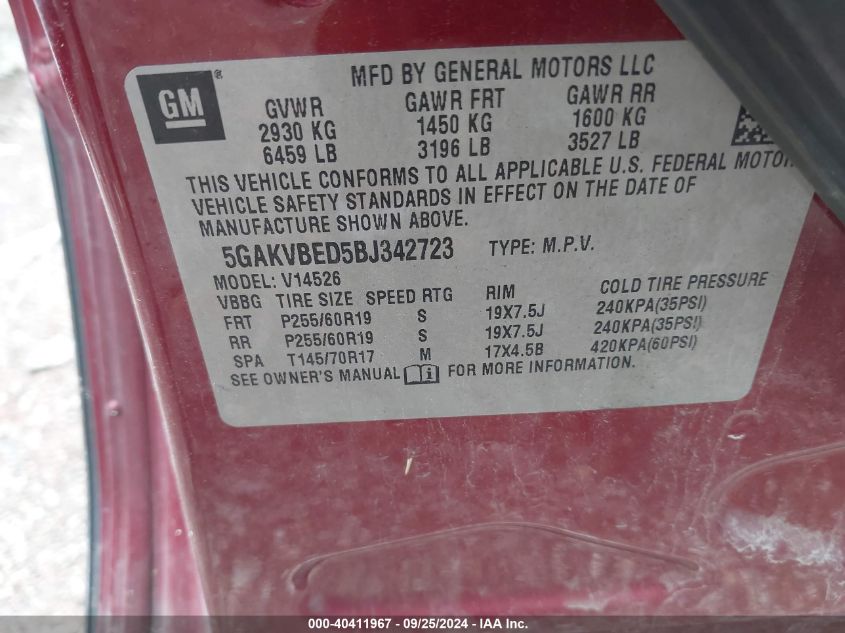 GM®
MFD BY GENERAL MOTORS LLC
GVWR GAWR FRT GAWR RR
2930 KG 1450 KG 1600 KG
6459 LB 3196 LB 3527 LB
THIS VEHICLE CONFORMS TO ALL APPLICABLE U.S. FEDERAL MOTOR
VEHICLE SAFETY STANDARDS IN EFFECT ON THE DATE OF
MANUFACTURE SHOWN ABOVE.
5GAKVBED5BJ342723 TYPE: M.P.V.
MODEL: V14526
VBBG TIRE SIZE SPEED RTG RIM COLD TIRE PRESSURE
FRT P255/60R19 S 19X7.5J 240KPA(35PSI)
RR P255/60R19 S 19X7.5J 240KPA(35PSI)
SPA T145/70R17 M 17X4.5B 420KPA(60PSI)
SEE OWNER'S MANUAL FOR MORE INFORMATION.
000-40411967 - 09/25/2024 - IAA Inc.